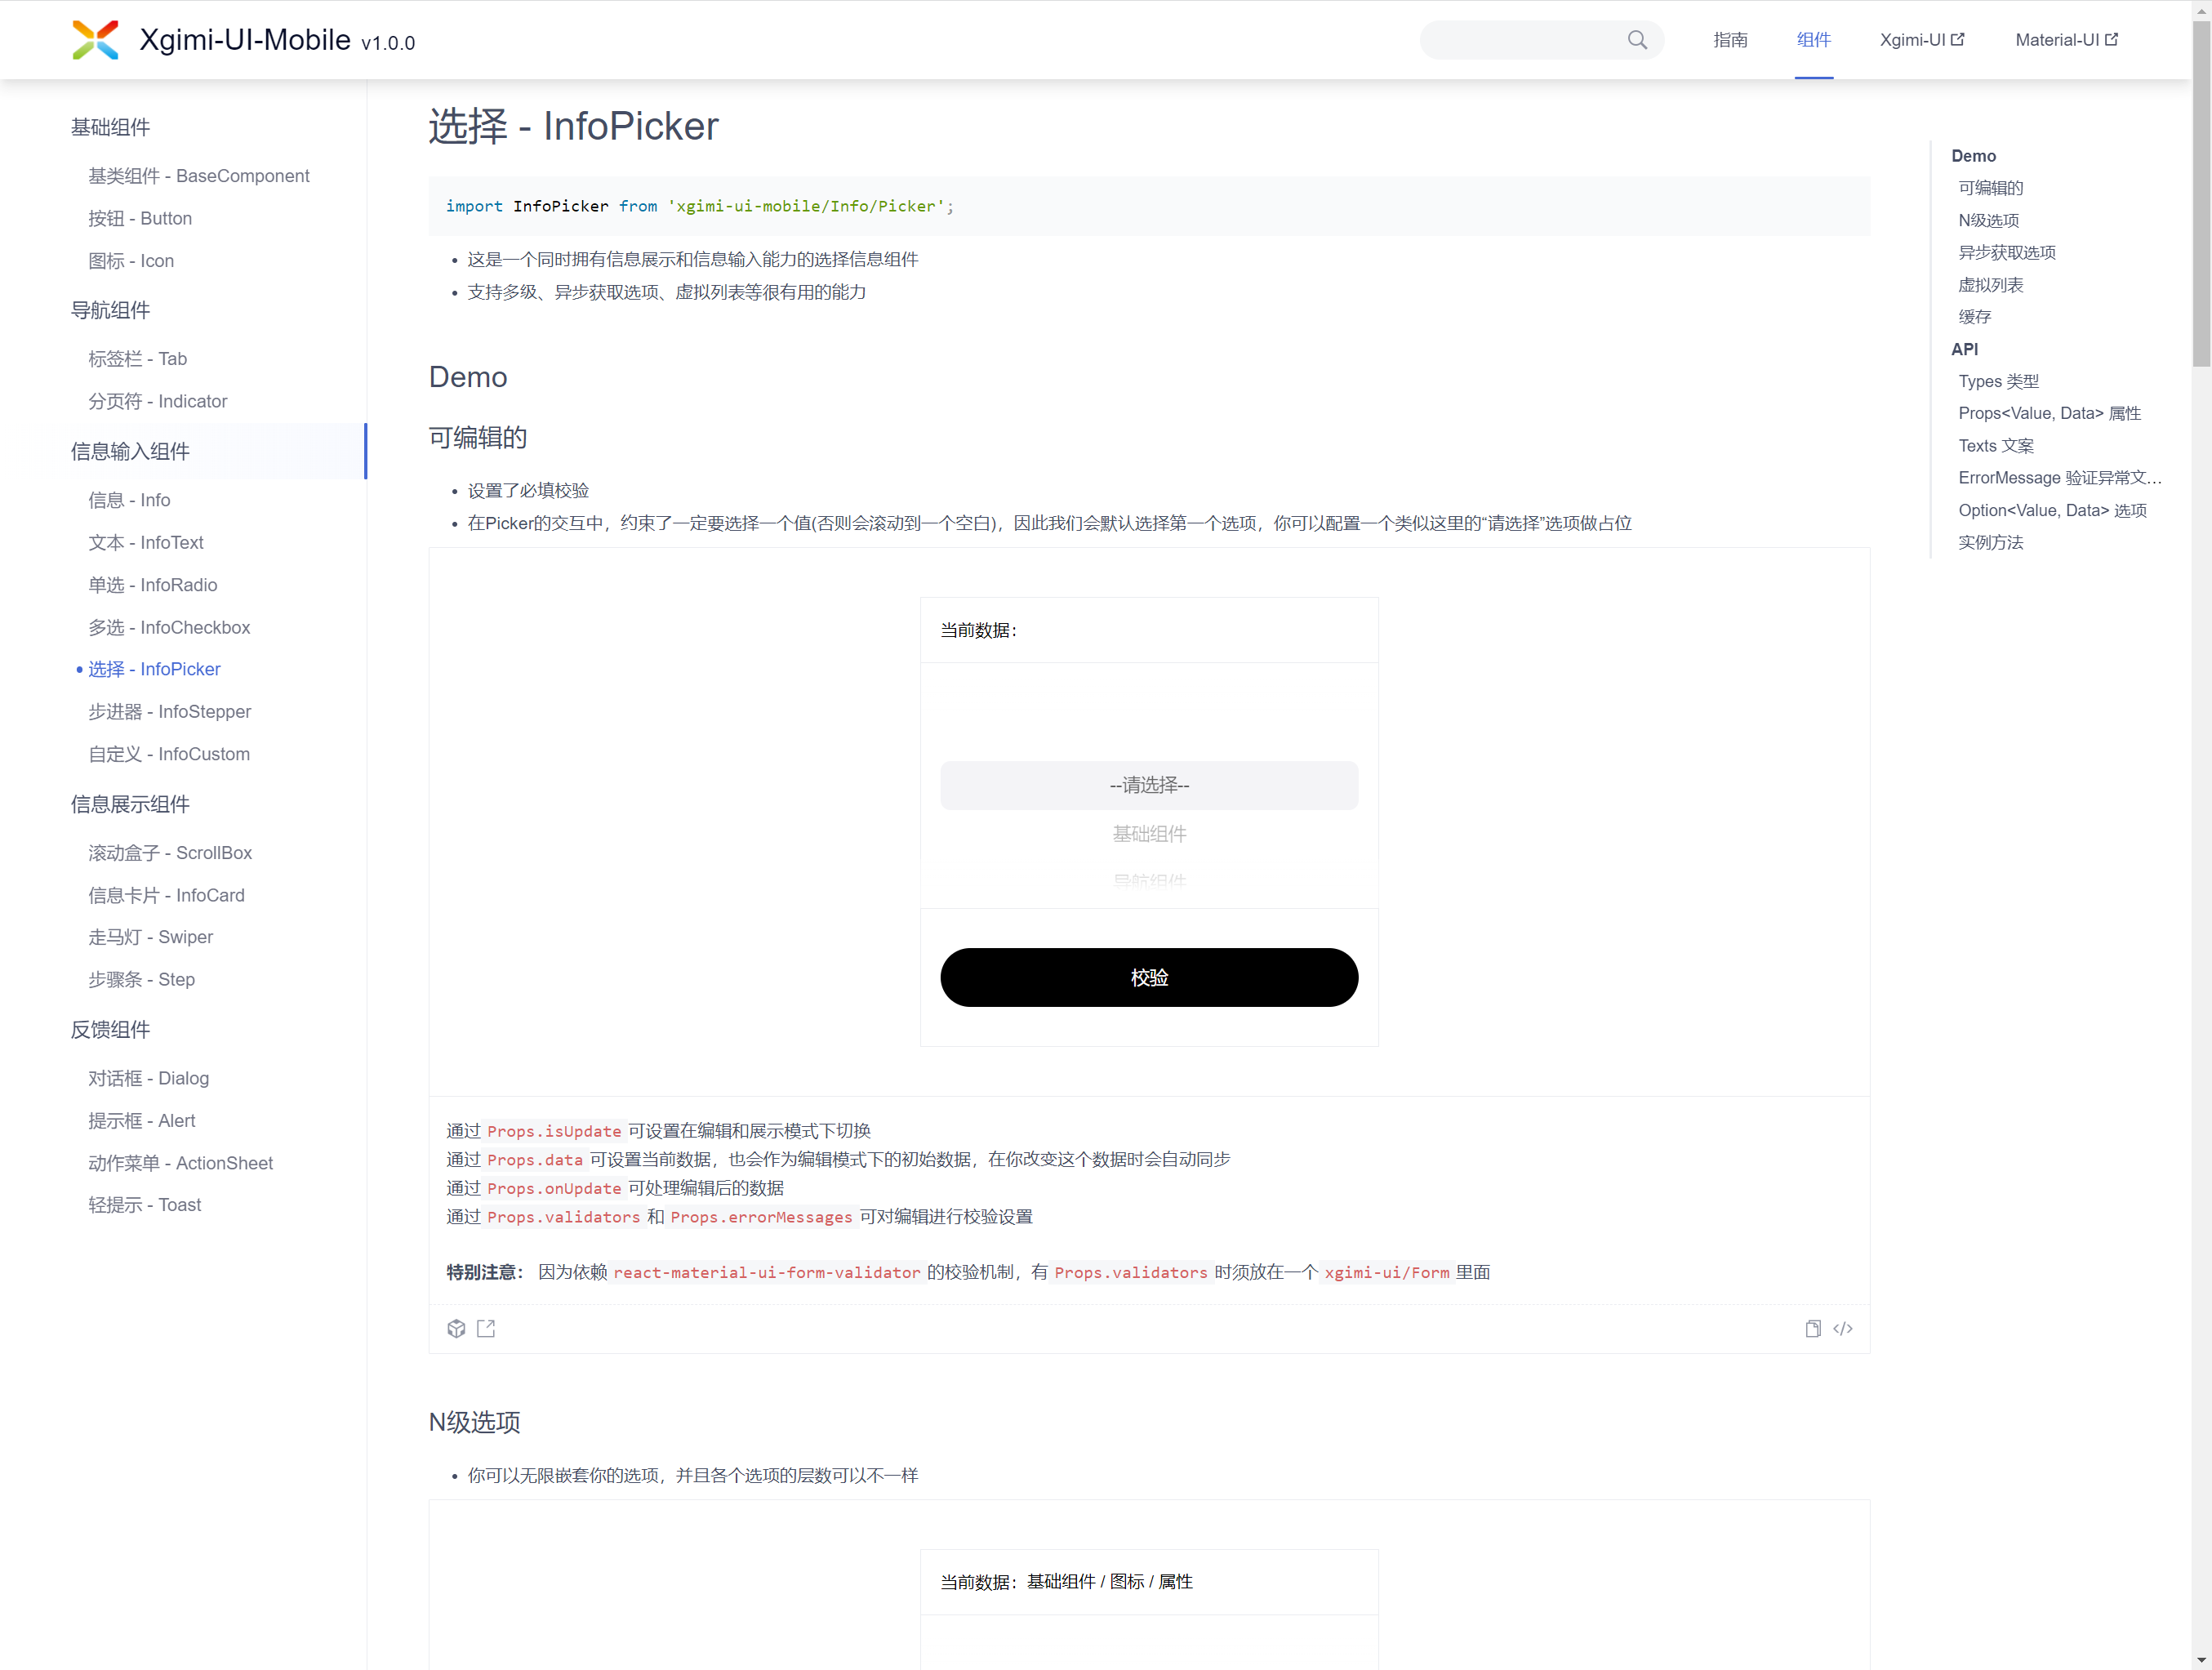 Xgimi-UI-Mobile v1.0.0
指南
组件
Xgimi-UI
Material-UI
基础组件
基类组件 - BaseComponent
按钮 - Button
图标 - Icon
导航组件
标签栏 - Tab
分页符 - Indicator
信息输入组件
信息 - Info
文本 - InfoText
单选 - InfoRadio
多选 - InfoCheckbox
选择 - InfoPicker
步进器 - InfoStepper
自定义 - InfoCustom
信息展示组件
滚动盒子 - ScrollBox
信息卡片 - InfoCard
走马灯 - Swiper
步骤条 - Step
反馈组件
对话框 - Dialog
提示框 - Alert
动作菜单 - ActionSheet
轻提示 - Toast
选择 - InfoPicker
import InfoPicker from 'xgimi-ui-mobile/Info/Picker';
这是一个同时拥有信息展示和信息输入能力的选择信息组件
支持多级、异步获取选项、虚拟列表等很有用的能力
Demo
可编辑的
设置了必填校验
在Picker的交互中，约束了一定要选择一个值(否则会滚动到一个空白)，因此我们会默认选择第一个选项，你可以配置一个类似这里的“请选择”选项做占位
当前数据：
--请选择--
基础组件
导航组件
校验
通过 Props.isUpdate 可设置在编辑和展示模式下切换
通过 Props.data 可设置当前数据，也会作为编辑模式下的初始数据，在你改变这个数据时会自动同步
通过 Props.onUpdate 可处理编辑后的数据
通过 Props.validators 和 Props.errorMessages 可对编辑进行校验设置
特别注意： 因为依赖 react-material-ui-form-validator 的校验机制，有 Props.validators 时须放在一个 xgimi-ui/Form 里面
N级选项
你可以无限嵌套你的选项，并且各个选项的层数可以不一样
当前数据：基础组件 / 图标 / 属性
Demo
可编辑的
N级选项
异步获取选项
虚拟列表
缓存
API
Types 类型
Props<Value, Data> 属性
Texts 文案
ErrorMessage 验证异常文...
Option<Value, Data> 选项
实例方法